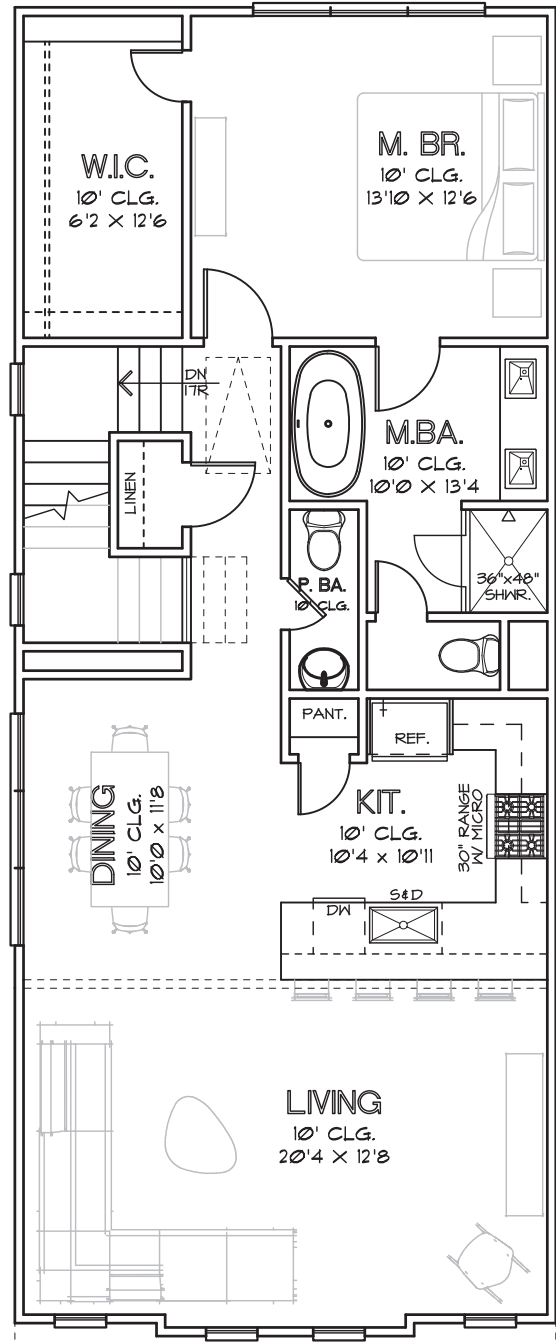 W.I.C.
10' CLG.
6'2 X 12'6
M. BR.
10' CLG.
13'10 X 12'6
DN
17R
LINEN
M.BA.
10' CLG.
10'0 X 13'4
P. BA.
10' CLG.
36"x48"
SHWR.
PANT.
REF.
DINING
10' CLG.
10'0 x 11'8
KIT.
10' CLG.
10'4 x 10'11
30" RANGE
W/ MICRO
S&D
DW
LIVING
10' CLG.
20'4 X 12'8